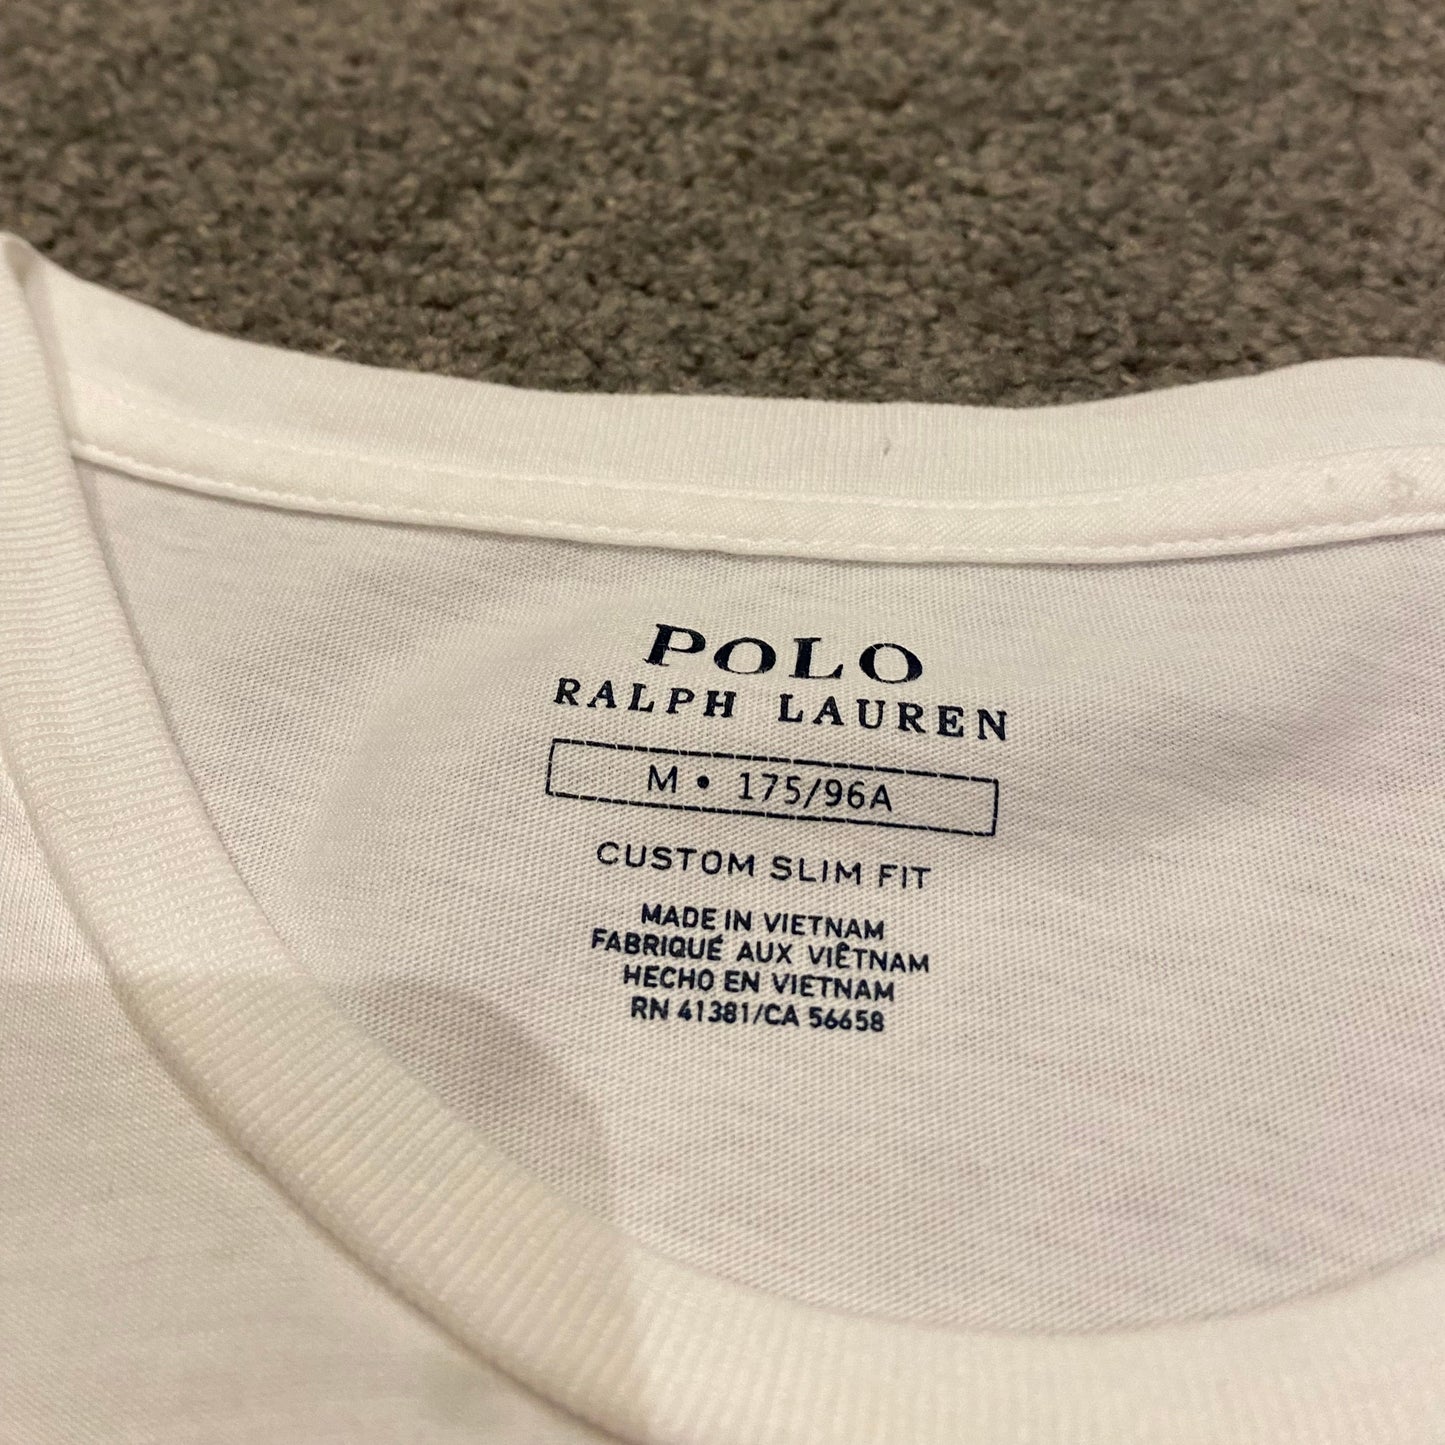 POLO
RALPH LAUREN
M • 175/96A
CUSTOM SLIM FIT
MADE IN VIETNAM
FABRIQUÉ AUX VIÊTNAM
HECHO EN VIETNAM
RN 41381/CA 56658